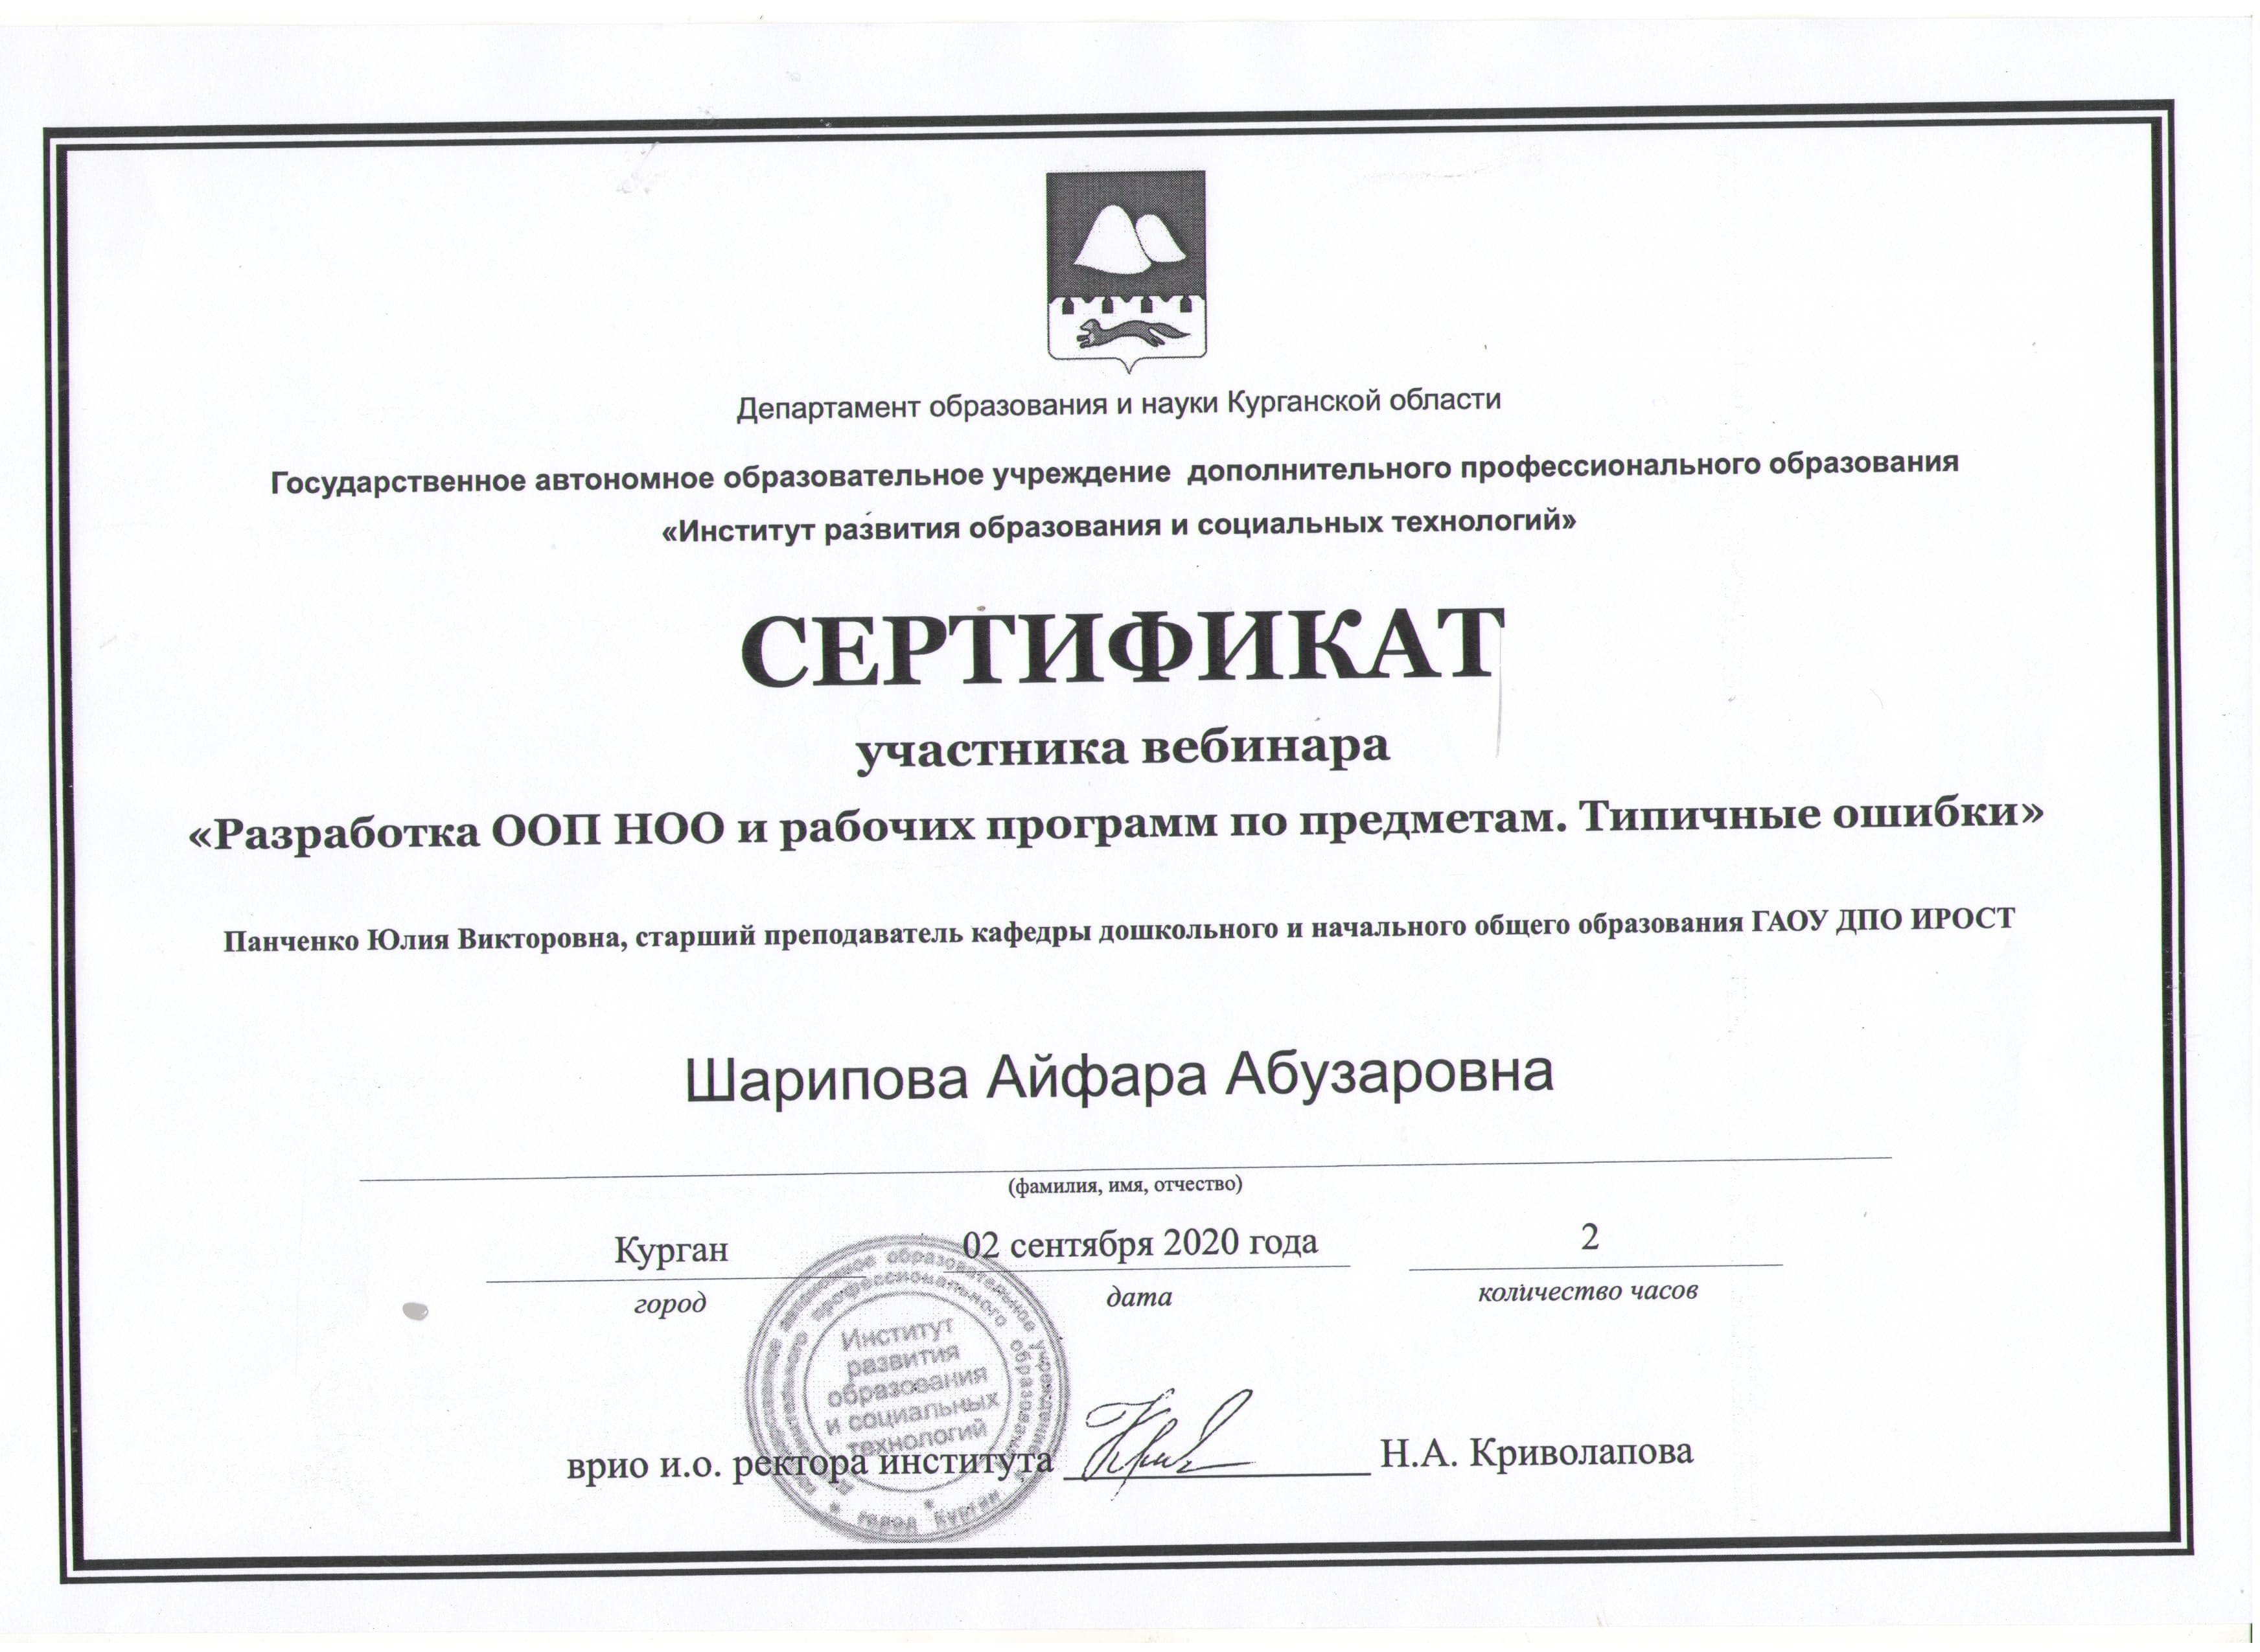 Департамент образования и науки Курганской области
Государственное автономное образовательное учреждение дополнительного профессионального образования
«Институт развития образования и социальных технологий»
СЕРТИФИКАТ
участника вебинара
«Разработка ООП НОО и рабочих программ по предметам. Типичные ошибки»
Панченко Юлия Викторовна, старший преподаватель кафедры дошкольного и начального общего образования ГАОУ ДПО ИРОСТ
Шарипова Айфара Абузаровна
(фамилия, имя, отчество)
Курган 02 сентября 2020 года 2
город дата количество часов
Институт
развития
образования
и социальных
технологий
врио и.о. ректора института Н.А. Криволапова